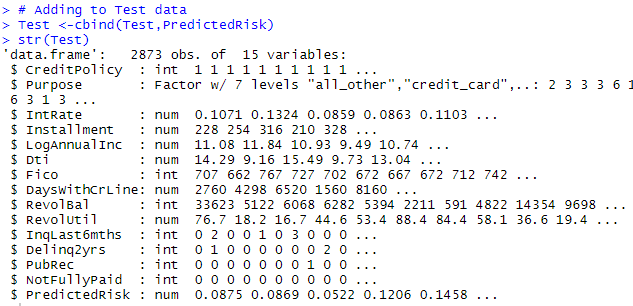 > # Adding to Test data
> Test <-cbind(Test,PredictedRisk)
> str(Test)
'data.frame':   2873 obs. of  15 variables:
 $ CreditPolicy : int  1 1 1 1 1 1 1 1 1 1 ...
 $ Purpose      : Factor w/ 7 levels "all_other","credit_card",..: 2 3 3 3 6 1
6 3 1 3 ...
 $ IntRate      : num  0.1071 0.1324 0.0859 0.0863 0.1103 ...
 $ Installment  : num  228 254 316 210 328 ...
 $ LogAnnualInc : num  11.08 11.84 10.93 9.49 10.74 ...
 $ Dti          : num  14.29 9.16 15.49 9.73 13.04 ...
 $ Fico         : int  707 662 767 727 702 672 667 672 712 742 ...
 $ DaysWithCrLine: num  2760 4298 6520 1560 8160 ...
 $ RevolBal     : int  33623 5122 6068 6282 5394 2211 591 4822 14354 9698 ...
 $ RevolUtil    : num  76.7 18.2 16.7 44.6 53.4 88.4 84.4 58.1 36.6 19.4 ...
 $ InqLast6mths : int  0 2 0 0 1 0 3 0 0 0 ...
 $ Delinq2yrs   : int  0 1 0 0 0 0 0 0 2 0 ...
 $ PubRec       : int  0 0 0 0 0 0 0 1 0 0 ...
 $ NotFullyPaid : int  0 0 0 0 0 0 0 0 0 0 ...
 $ PredictedRisk : num  0.0875 0.0869 0.0522 0.1206 0.1458 ...